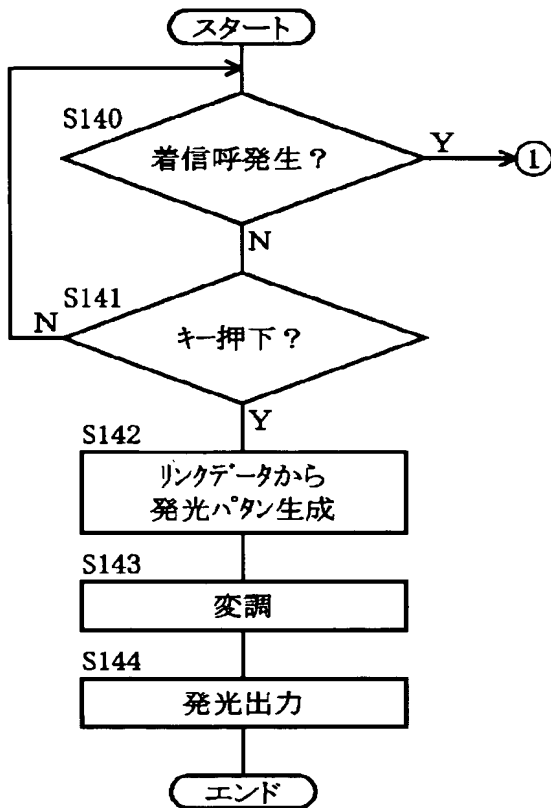 スタート
S140
着信呼発生？
Y
1
N
S141
N
キー押下？
Y
S142
リンクデータから
発光パタン生成
S143
変調
S144
発光出力
エンド